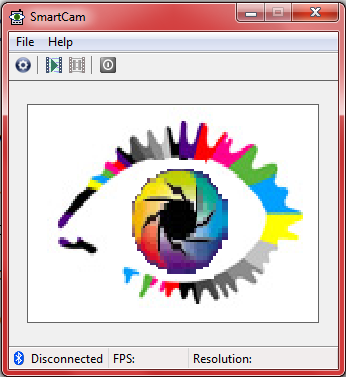 SmartCam
File Help
Disconnected FPS: Resolution: